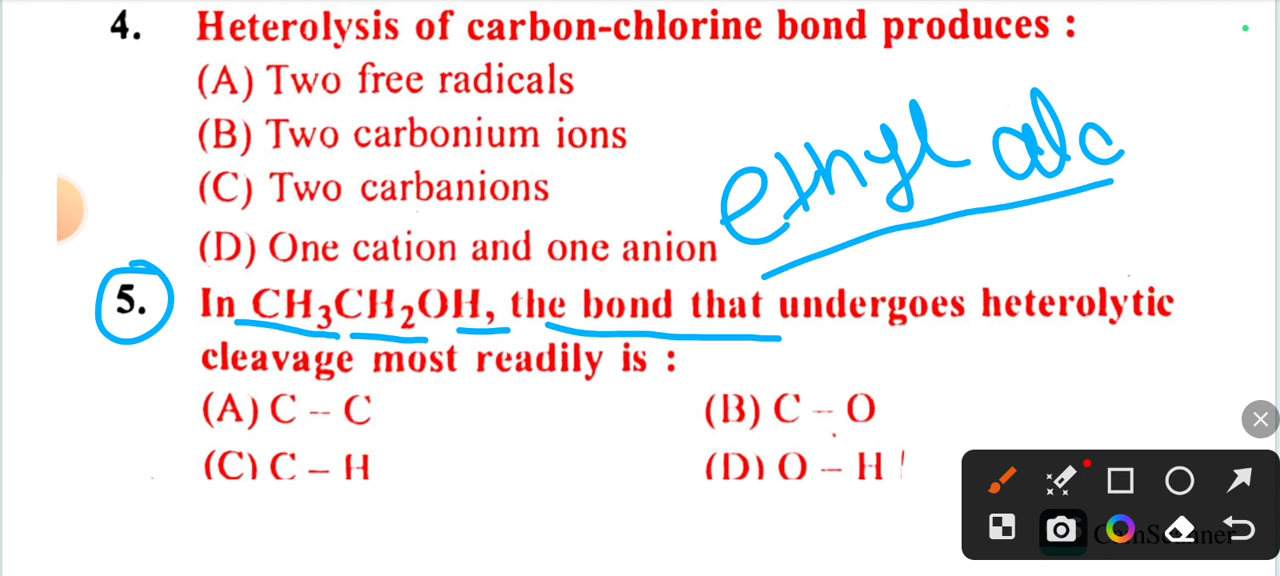 4. Heterolysis of carbon-chlorine bond produces :
(A) Two free radicals
(B) Two carbonium ions
(C) Two carbanions
(D) One cation and one anion
ethyl alc
5. In CH₃CH₂OH, the bond that undergoes heterolytic
cleavage most readily is :
(A) C – C (B) C – O
(C) C – H (D) O – H
CamScanner